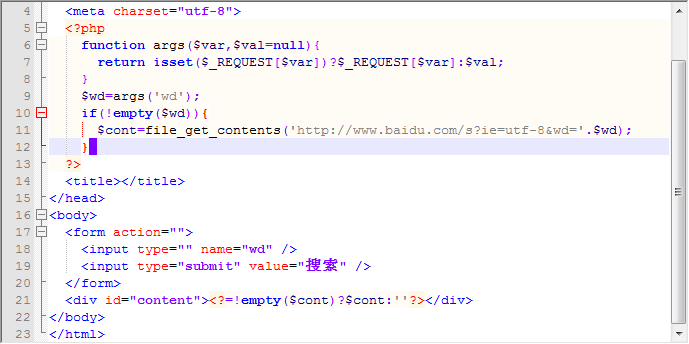 4 <meta charset="utf-8">
5 <?php
6 function args($var,$val=null){
7 return isset($_REQUEST[$var])?$_REQUEST[$var]:$val;
8 }
9 $wd=args('wd');
10 if(!empty($wd)){
11 $cont=file_get_contents('http://www.baidu.com/s?ie=utf-8&wd='.$wd);
12 }
13 ?>
14 <title></title>
15 </head>
16 <body>
17 <form action="">
18 <input type="" name="wd" />
19 <input type="submit" value="搜索" />
20 </form>
21 <div id="content"><?=!empty($cont)?$cont:''?></div>
22 </body>
23 </html>